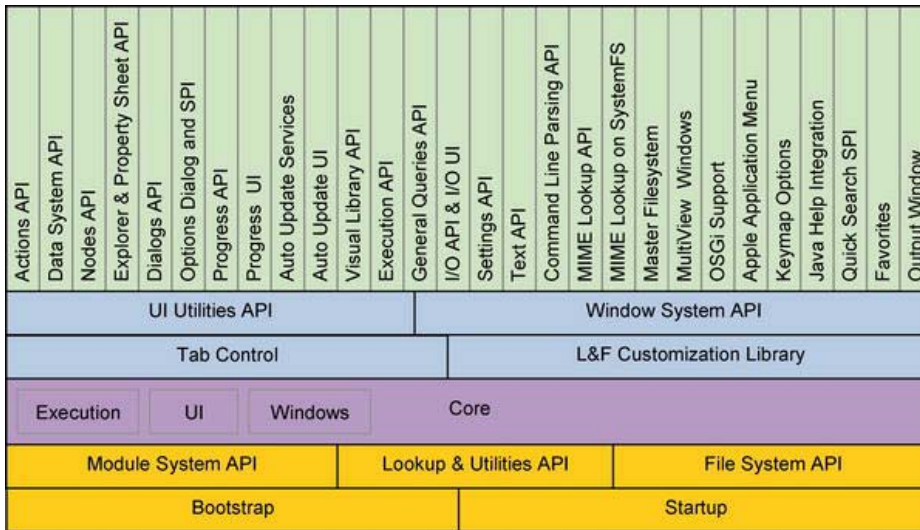 Actions API
Data System API
Nodes API
Explorer & Property Sheet API
Dialogs API
Options Dialog and SPI
Progress API
Progress UI
Auto Update Services
Auto Update UI
Visual Library API
Execution API
General Queries API
I/O API & I/O UI
Settings API
Text API
Command Line Parsing API
MIME Lookup API
MIME Lookup on SystemFS
Master Filesystem
MultiView Windows
OSGi Support
Apple Application Menu
Keymap Options
Java Help Integration
Quick Search SPI
Favorites
Output Window
UI Utilities API
Window System API
Tab Control
L&F Customization Library
Execution
UI
Windows
Core
Module System API
Lookup & Utilities API
File System API
Bootstrap
Startup